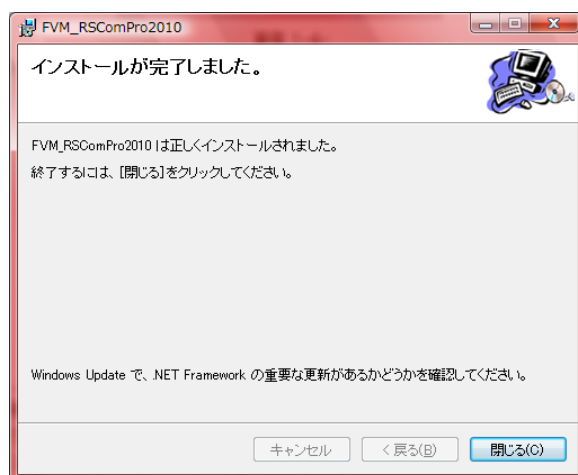 FVM_RSComPro2010
インストールが完了しました。
FVM_RSComPro2010 は正しくインストールされました。
終了するには、[閉じる]をクリックしてください。
Windows Update で、.NET Framework の重要な更新があるかどうかを確認してください。
キャンセル
< 戻る(B)
閉じる(C)